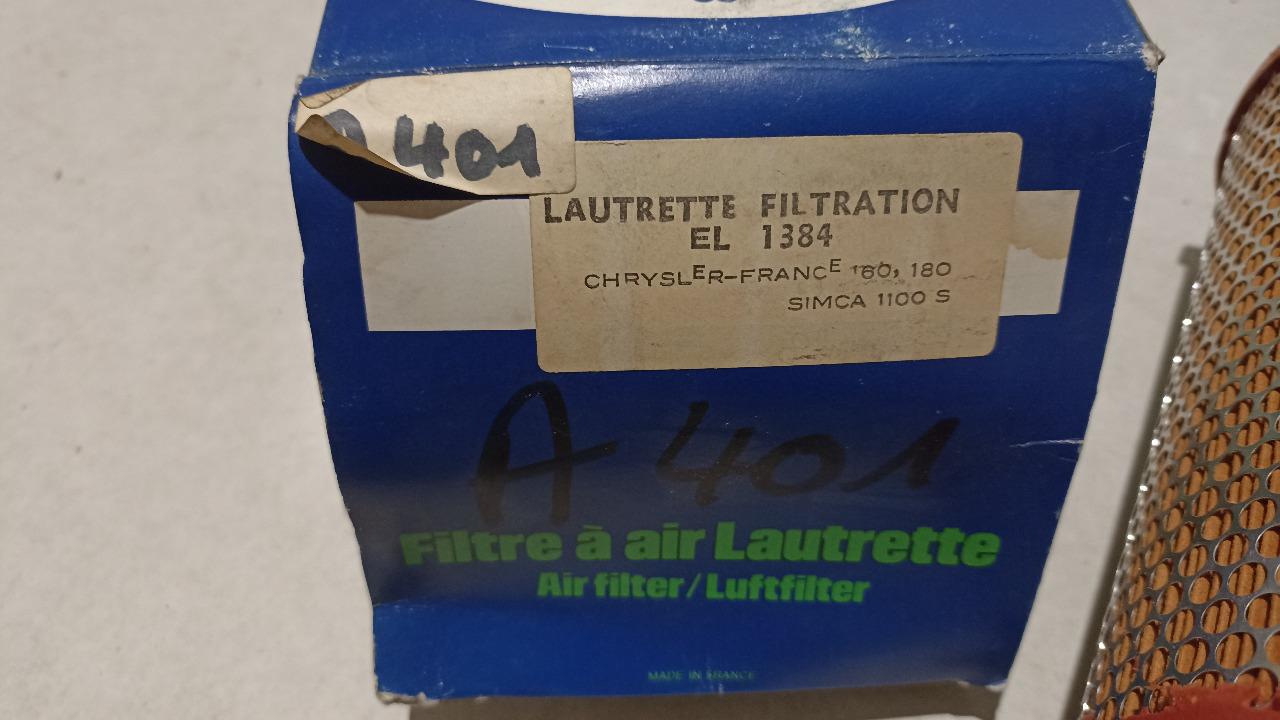 A 401
LAUTRETTE FILTRATION
EL 1384
CHRYSLER-FRANCE 160, 180
SIMCA 1100 S
A 401
Filtre à air Lautrette
Air filter/Luftfilter
MADE IN FRANCE